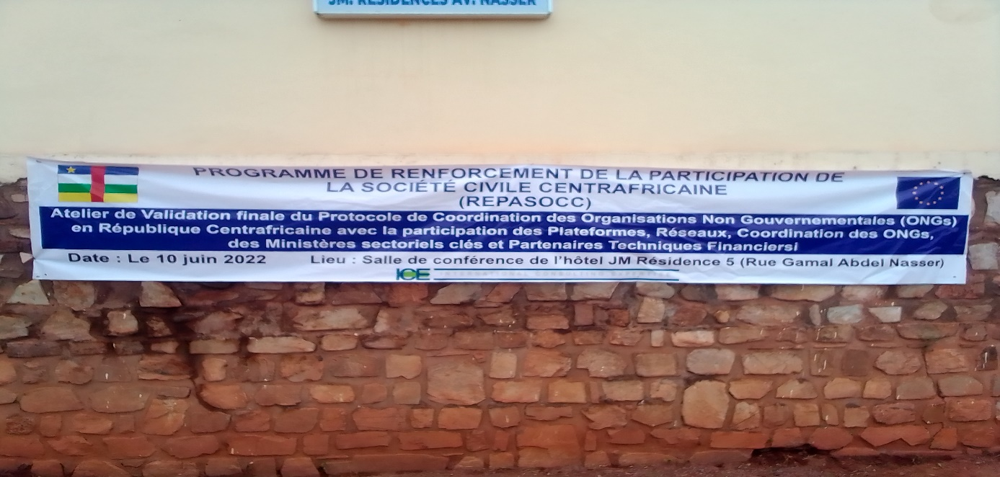 JM. RÉSIDENCES AV. NASSER
PROGRAMME DE RENFORCEMENT DE LA PARTICIPATION DE
LA SOCIÉTÉ CIVILE CENTRAFRICAINE
(REPASOCC)
Atelier de Validation finale du Protocole de Coordination des Organisations Non Gouvernementales (ONGs)
en République Centrafricaine avec la participation des Plateformes, Réseaux, Coordination des ONGs,
des Ministères sectoriels clés et Partenaires Techniques Financiersi
Date : Le 10 juin 2022 Lieu : Salle de conférence de l'hôtel JM Résidence 5 (Rue Gamal Abdel Nasser)
ICE INTERNATIONAL CONSULTING